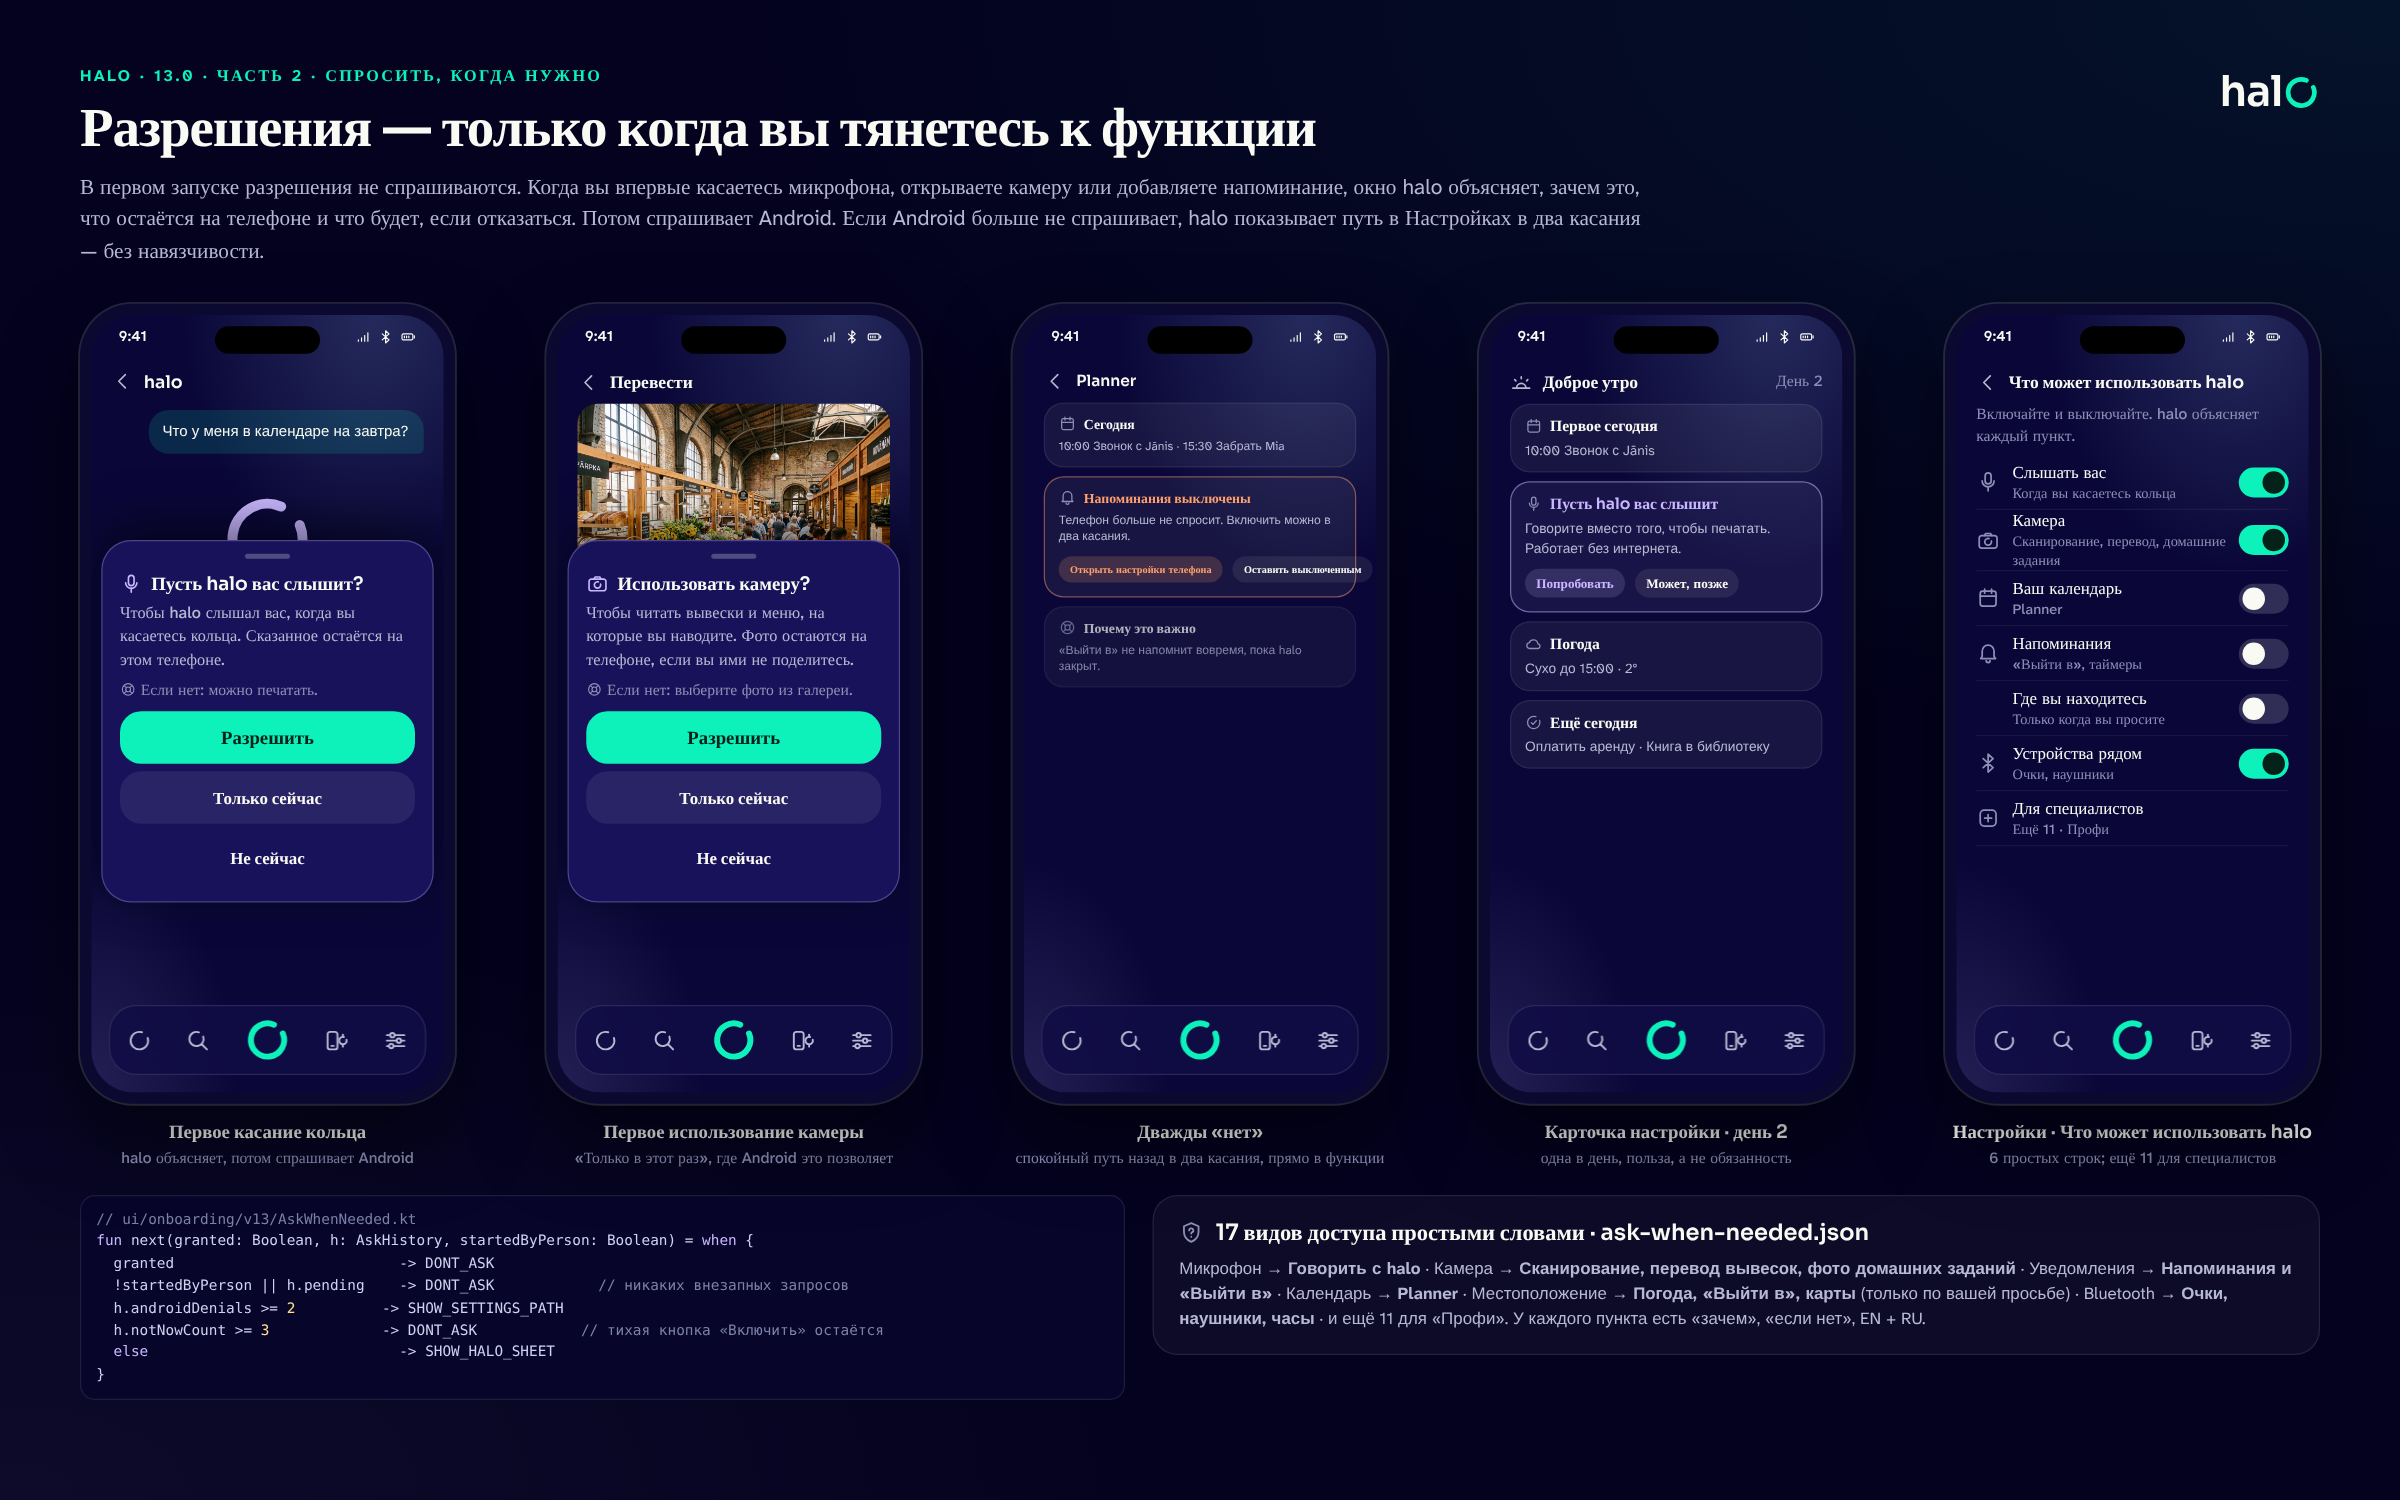 HALO · 13.0 · ЧАСТЬ 2 · СПРОСИТЬ, КОГДА НУЖНО
halo
Разрешения — только когда вы тянетесь к функции
В первом запуске разрешения не спрашиваются. Когда вы впервые касаетесь микрофона, открываете камеру или добавляете напоминание, окно halo объясняет, зачем это,
что остаётся на телефоне и что будет, если отказаться. Потом спрашивает Android. Если Android больше не спрашивает, halo показывает путь в Настройках в два касания
— без навязчивости.
9:41
halo
Что у меня в календаре на завтра?
Пусть halo вас слышит?
Чтобы halo слышал вас, когда вы
касаетесь кольца. Сказанное остаётся на
этом телефоне.
Если нет: можно печатать.
Разрешить
Только сейчас
Не сейчас
Первое касание кольца
halo объясняет, потом спрашивает Android
9:41
Перевести
Использовать камеру?
Чтобы читать вывески и меню, на
которые вы наводите. Фото остаются на
телефоне, если вы ими не поделитесь.
Если нет: выберите фото из галереи.
Разрешить
Только сейчас
Не сейчас
Первое использование камеры
«Только в этот раз», где Android это позволяет
9:41
Planner
Сегодня
10:00 Звонок с Jānis · 15:30 Забрать Mia
Напоминания выключены
Телефон больше не спросит. Включить можно в
два касания.
Открыть настройки телефона
Оставить выключенным
Почему это важно
«Выйти в» не напомнит вовремя, пока halo
закрыт.
Дважды «нет»
спокойный путь назад в два касания, прямо в функции
9:41
Доброе утро
День 2
Первое сегодня
10:00 Звонок с Jānis
Пусть halo вас слышит
Говорите вместо того, чтобы печатать.
Работает без интернета.
Попробовать
Может, позже
Погода
Сухо до 15:00 · 2°
Ещё сегодня
Оплатить аренду · Книга в библиотеку
Карточка настройки · день 2
одна в день, польза, а не обязанность
9:41
Что может использовать halo
Включайте и выключайте. halo объясняет
каждый пункт.
Слышать вас
Когда вы касаетесь кольца
Камера
Сканирование, перевод, домашние
задания
Ваш календарь
Planner
Напоминания
«Выйти в», таймеры
Где вы находитесь
Только когда вы просите
Устройства рядом
Очки, наушники
Для специалистов
Ещё 11 · Профи
Настройки · Что может использовать halo
6 простых строк; ещё 11 для специалистов
// ui/onboarding/v13/AskWhenNeeded.kt
fun next(granted: Boolean, h: AskHistory, startedByPerson: Boolean) = when {
granted -> DONT_ASK
!startedByPerson || h.pending -> DONT_ASK // никаких внезапных запросов
h.androidDenials >= 2 -> SHOW_SETTINGS_PATH
h.notNowCount >= 3 -> DONT_ASK // тихая кнопка «Включить» остаётся
else -> SHOW_HALO_SHEET
}
17 видов доступа простыми словами · ask-when-needed.json
Микрофон → Говорить с halo · Камера → Сканирование, перевод вывесок, фото домашних заданий · Уведомления → Напоминания и
«Выйти в» · Календарь → Planner · Местоположение → Погода, «Выйти в», карты (только по вашей просьбе) · Bluetooth → Очки,
наушники, часы · и ещё 11 для «Профи». У каждого пункта есть «зачем», «если нет», EN + RU.